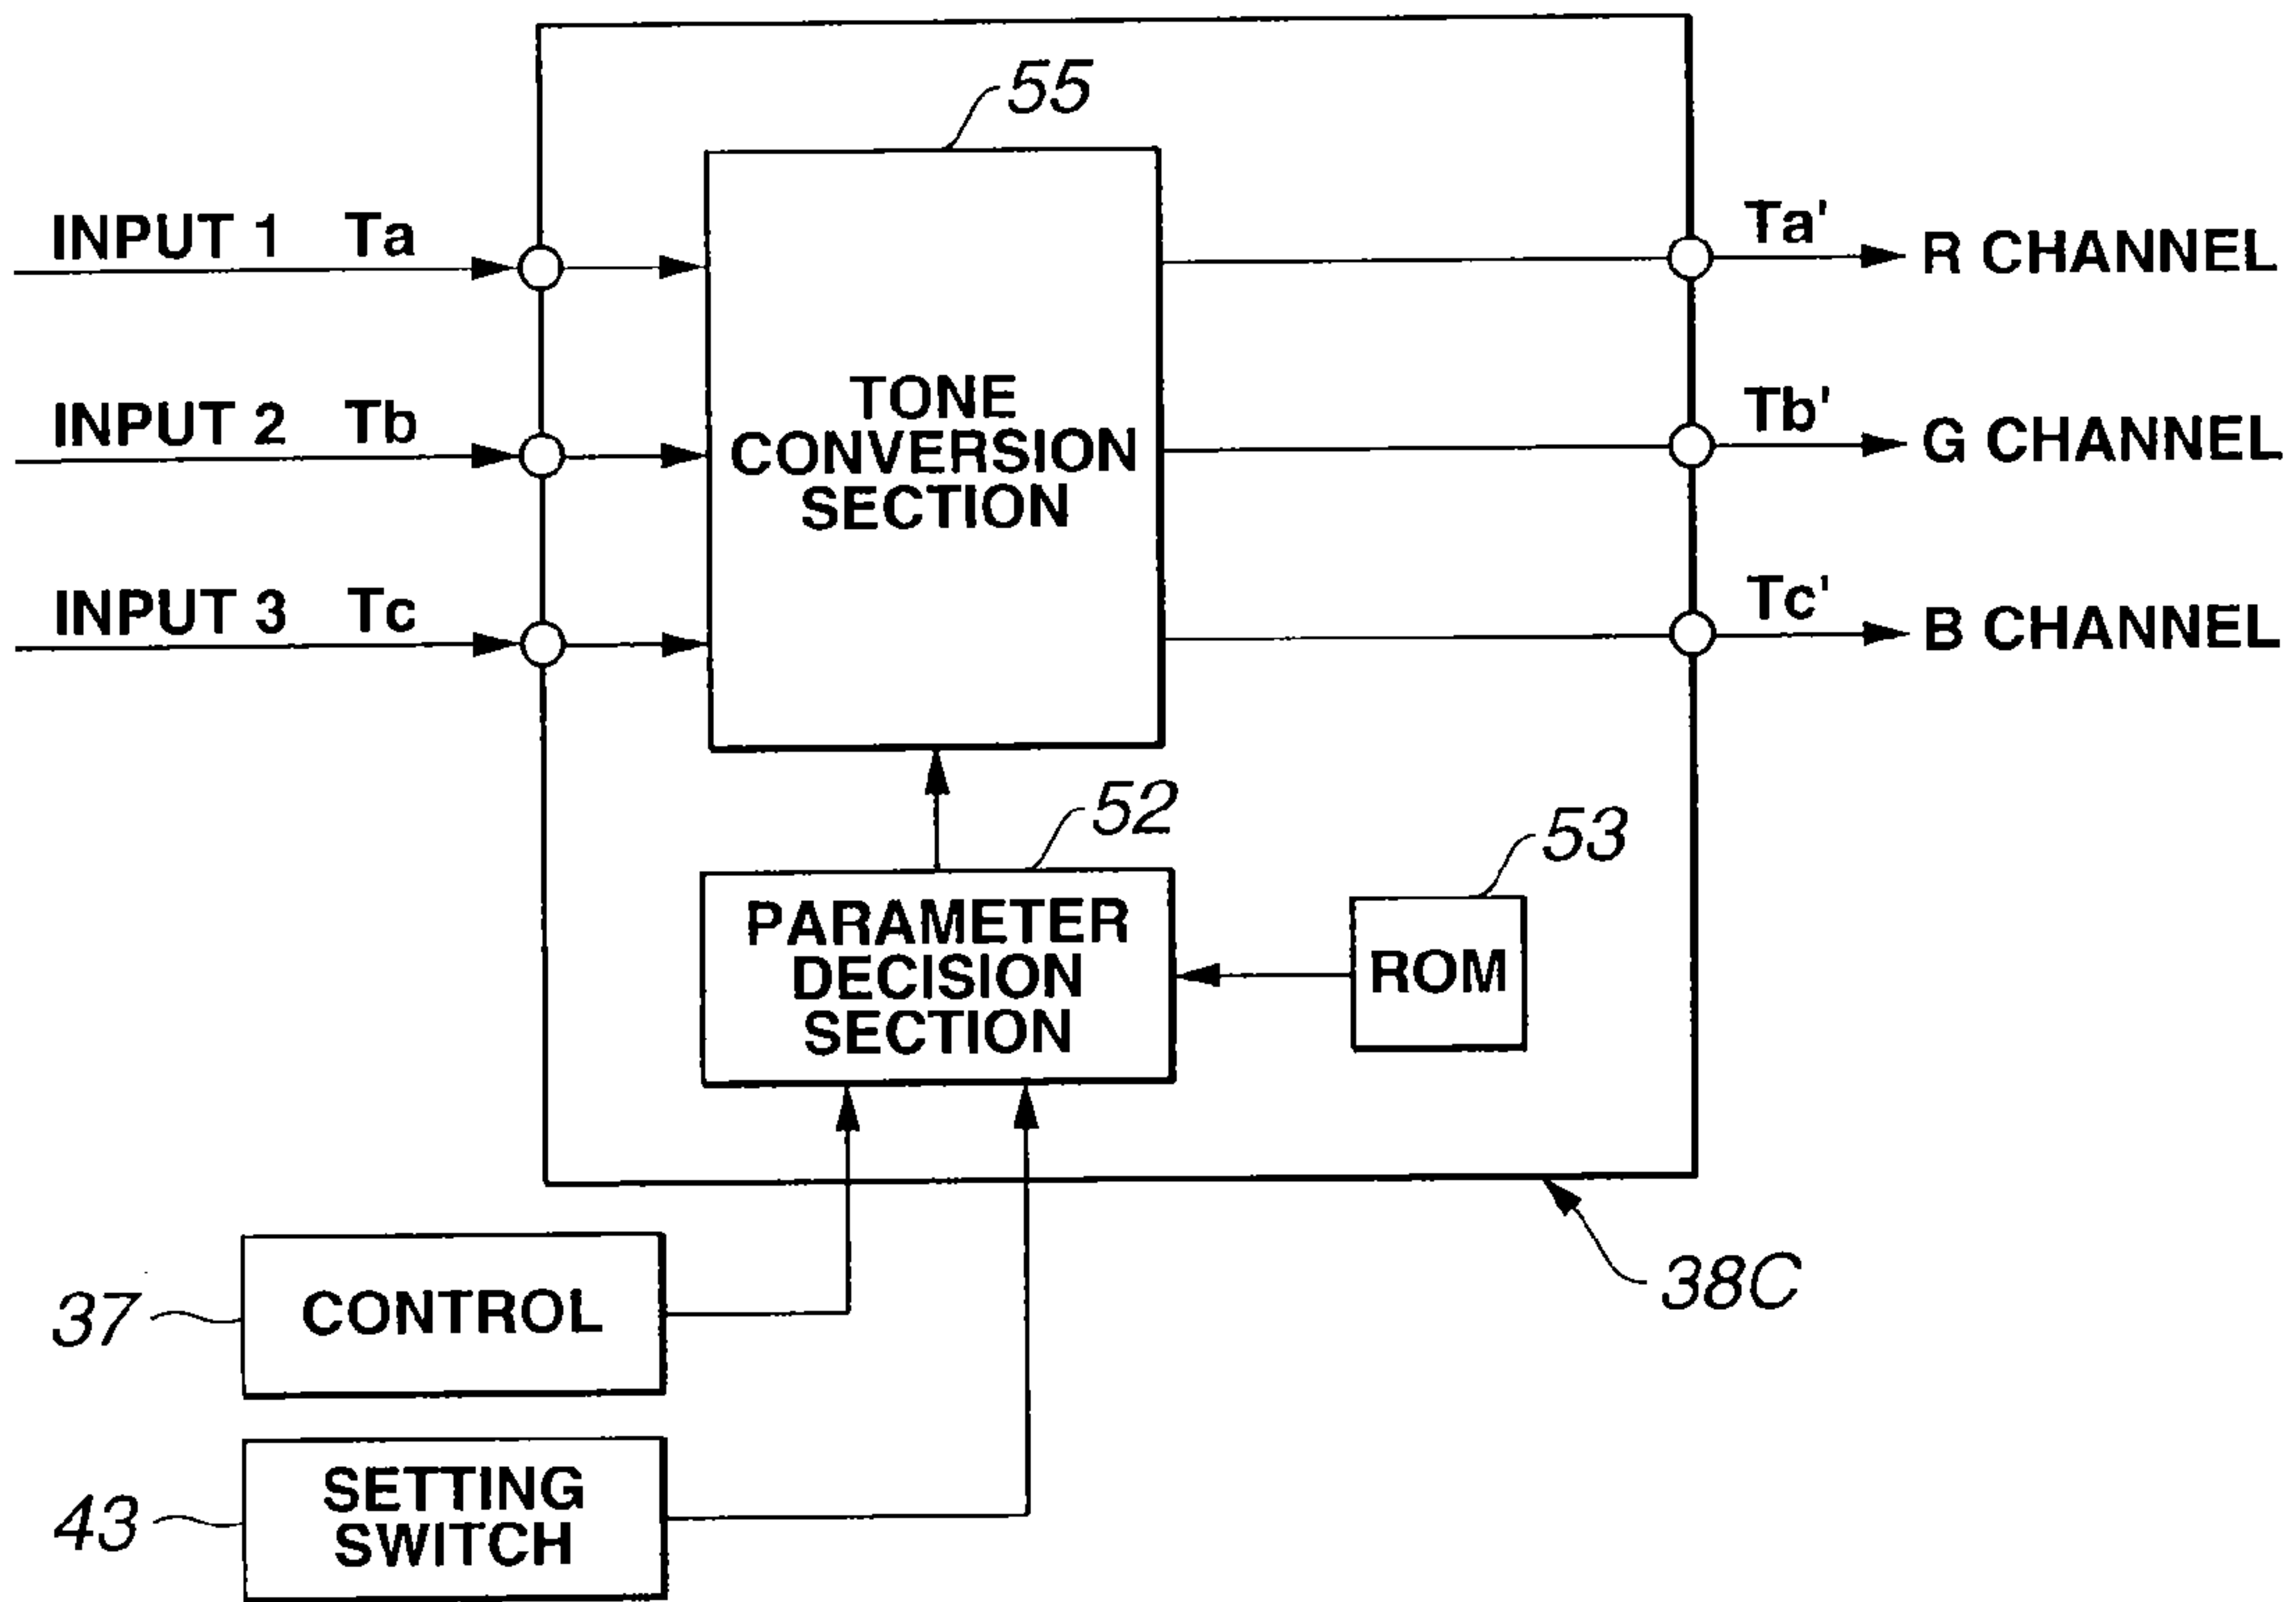 55
INPUT 1 Ta
Ta'
R CHANNEL
TONE
CONVERSION
SECTION
INPUT 2 Tb
Tb'
G CHANNEL
INPUT 3 Tc
Tc'
B CHANNEL
52
53
PARAMETER
DECISION
SECTION
ROM
38C
37
CONTROL
43
SETTING
SWITCH